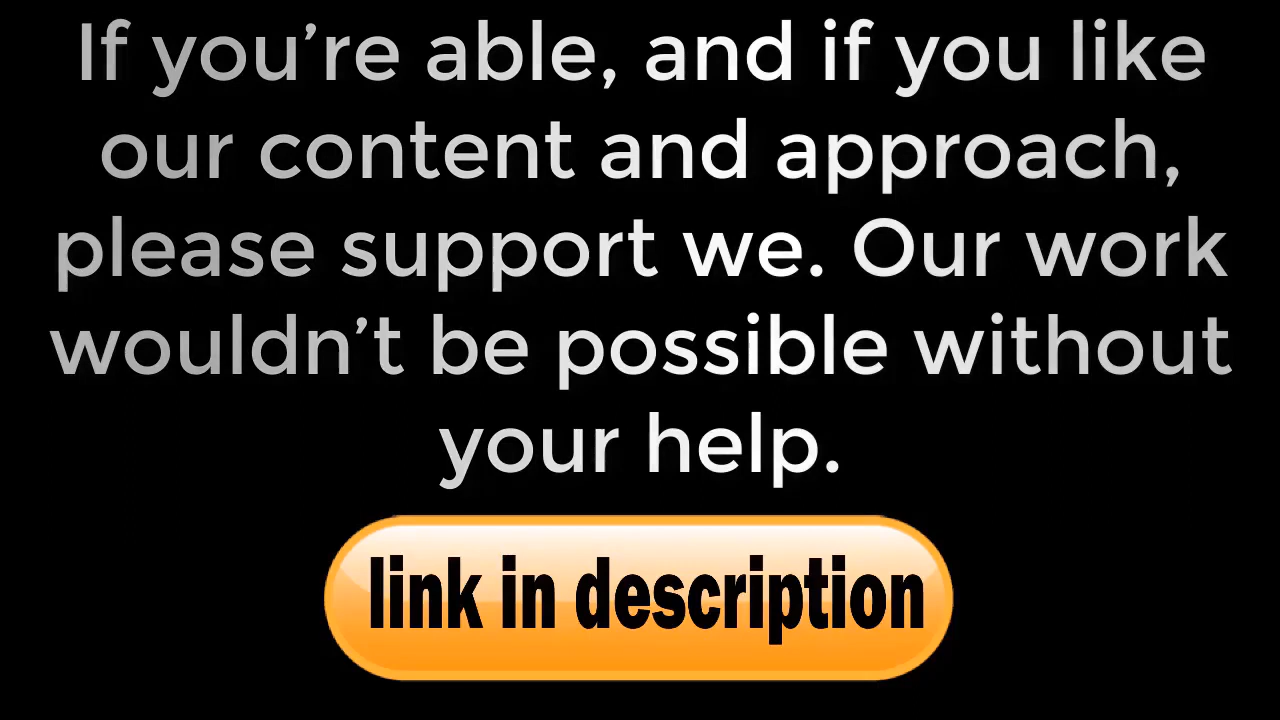 If you’re able, and if you like
our content and approach,
please support we. Our work
wouldn’t be possible without
your help.
link in description